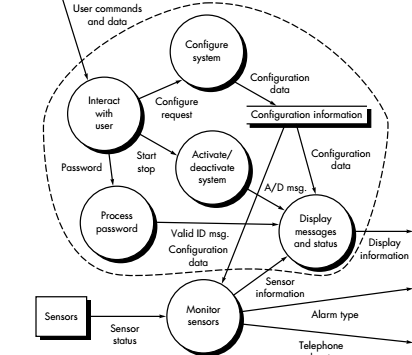 User commands
and data
Configure
system
Configuration
data
Interact
with
user
Configure
request
Configuration information
Start
stop
Activate/
deactivate
system
Configuration
data
Password
A/D msg.
Process
password
Valid ID msg.
Display
messages
and status
Configuration
data
Display
information
Sensor
information
Monitor
sensors
Sensors
Sensor
status
Alarm type
Telephone